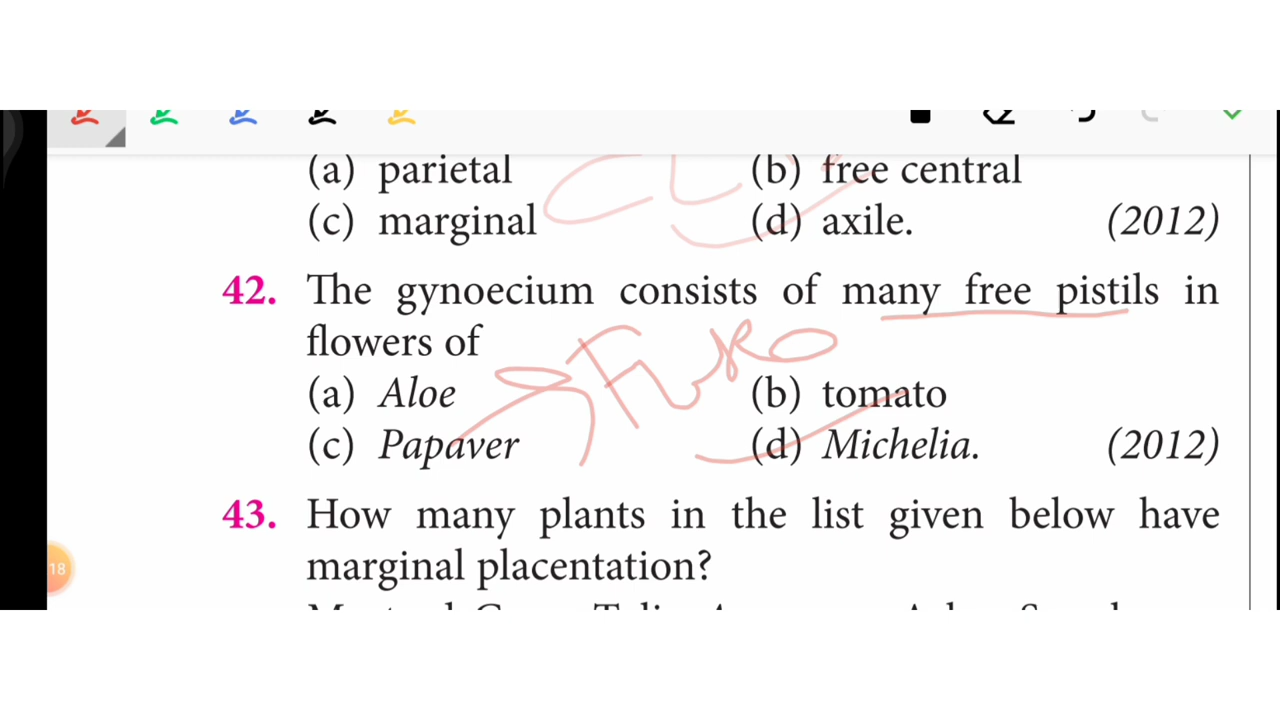 (a) parietal (b) free central
(c) marginal (d) axile. (2012)
42. The gynoecium consists of many free pistils in
flowers of
(a) Aloe (b) tomato
(c) Papaver (d) Michelia. (2012)
43. How many plants in the list given below have
marginal placentation?
18